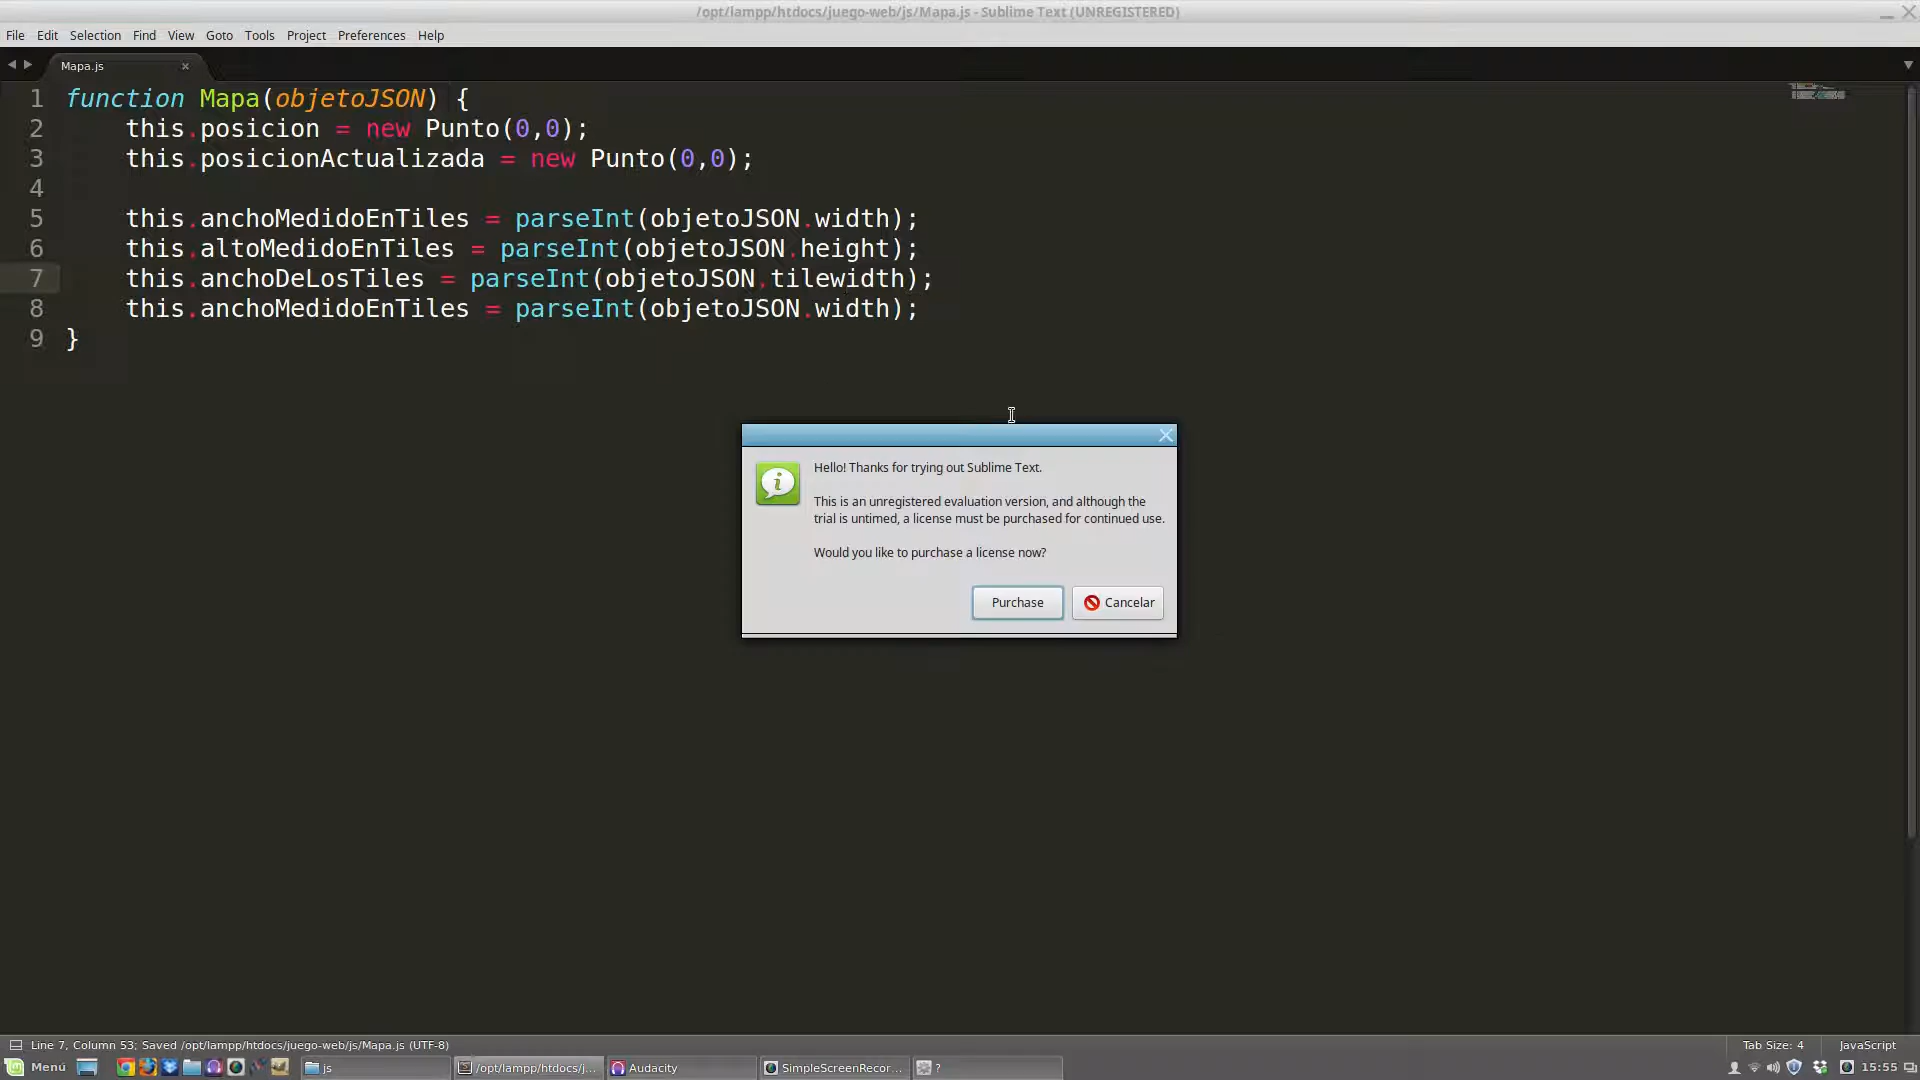 /opt/lampp/htdocs/juego-web/js/Mapa.js - Sublime Text (UNREGISTERED)
File Edit Selection Find View Goto Tools Project Preferences Help
Mapa.js
1 function Mapa(objetoJSON) {
2 this.posicion = new Punto(0,0);
3 this.posicionActualizada = new Punto(0,0);
4
5 this.anchoMedidoEnTiles = parseInt(objetoJSON.width);
6 this.altoMedidoEnTiles = parseInt(objetoJSON.height);
7 this.anchoDeLosTiles = parseInt(objetoJSON.tilewidth);
8 this.anchoMedidoEnTiles = parseInt(objetoJSON.width);
9 }
Hello! Thanks for trying out Sublime Text.
This is an unregistered evaluation version, and although the
trial is untimed, a license must be purchased for continued use.
Would you like to purchase a license now?
Purchase Cancelar
Line 7, Column 53; Saved /opt/lampp/htdocs/juego-web/js/Mapa.js (UTF-8) Tab Size: 4 JavaScript
Menú js /opt/lampp/htdocs/j... Audacity SimpleScreenRecor... ? 15:55